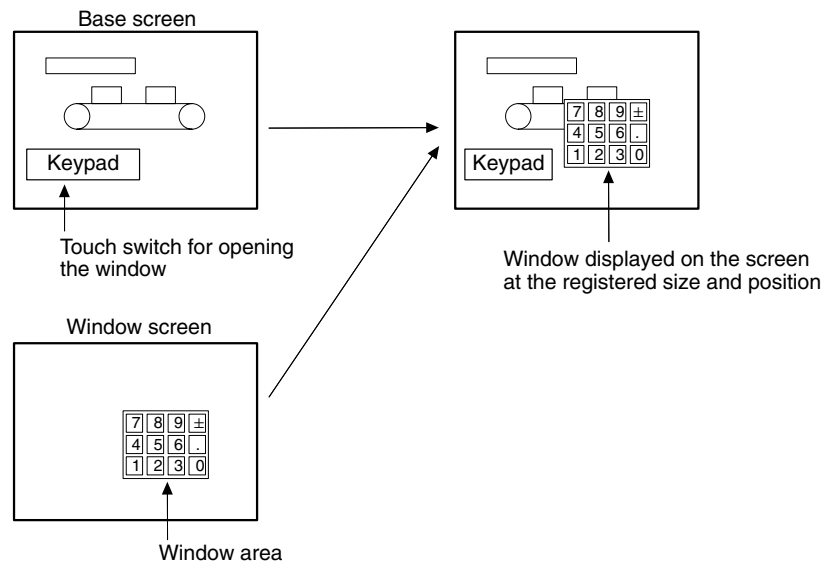 Base screen
Keypad
Touch switch for opening
the window
7 8 9 ±
4 5 6 .
1 2 3 0
Keypad
Window displayed on the screen
at the registered size and position
Window screen
7 8 9 ±
4 5 6 .
1 2 3 0
Window area